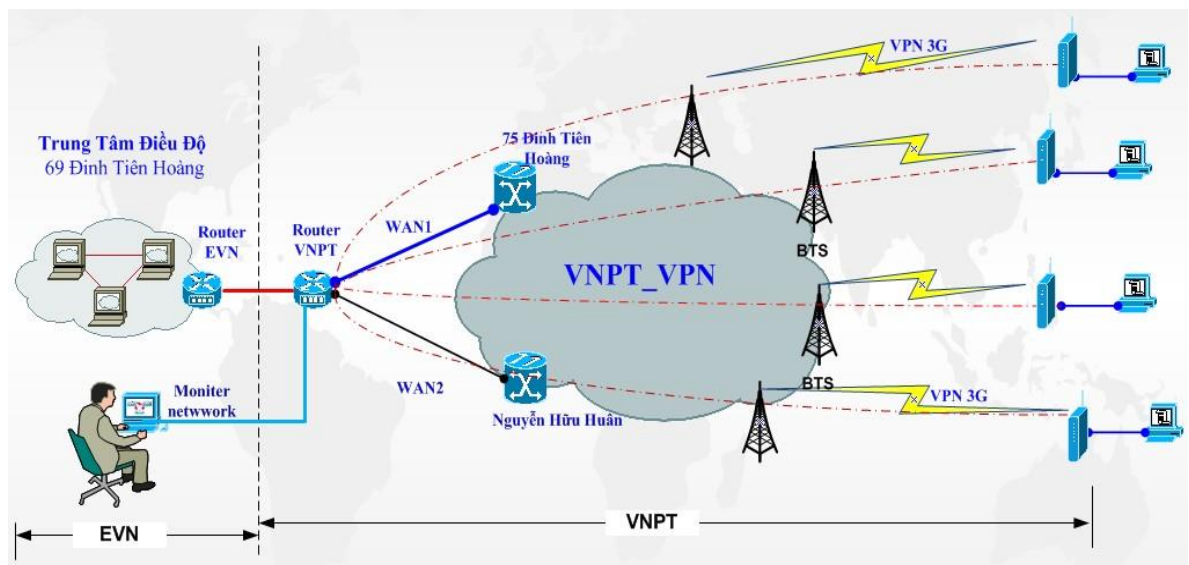 VPN 3G
Trung Tâm Điều Độ
69 Đinh Tiên Hoàng
75 Đinh Tiên
Hoàng
Router
EVN
Router
VNPT
WAN1
BTS
VNPT_VPN
BTS
WAN2
Moniter
netwwork
Nguyễn Hữu Huân
VPN 3G
EVN
VNPT